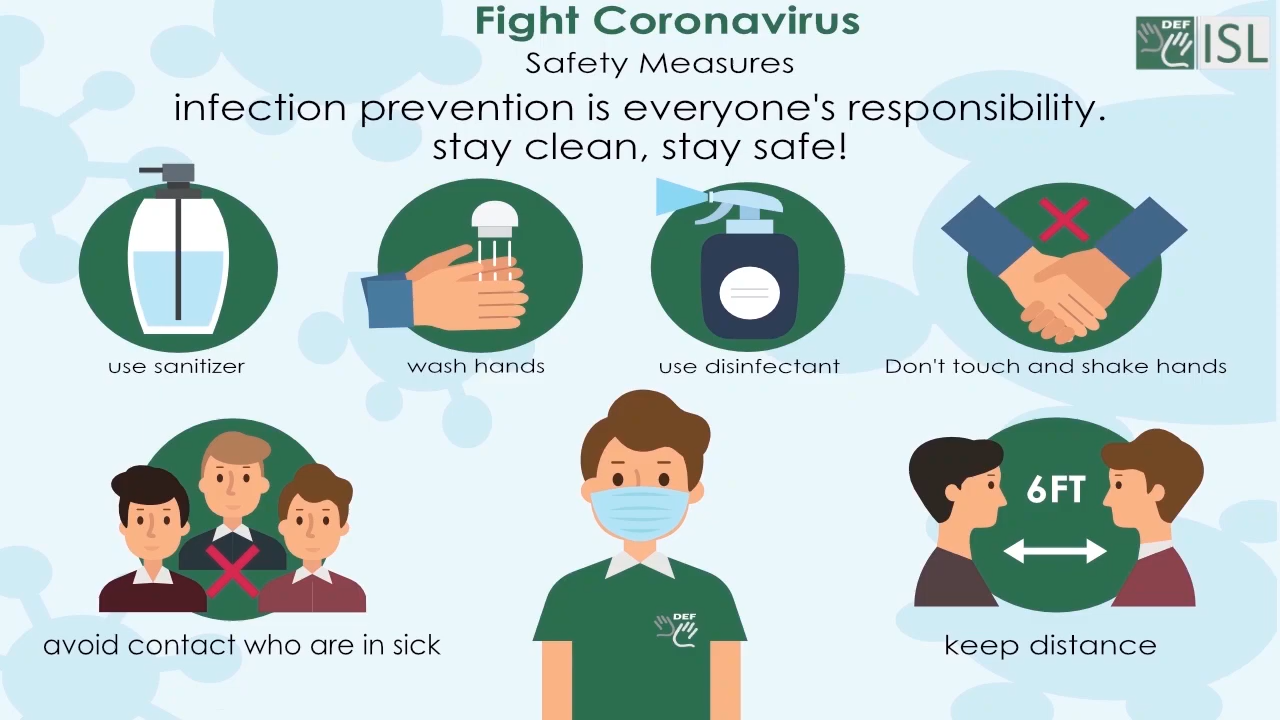 Fight Coronavirus
DEF
ISL
Safety Measures
infection prevention is everyone's responsibility.
stay clean, stay safe!
use sanitizer
wash hands
use disinfectant
Don't touch and shake hands
6FT
DEF
avoid contact who are in sick
keep distance